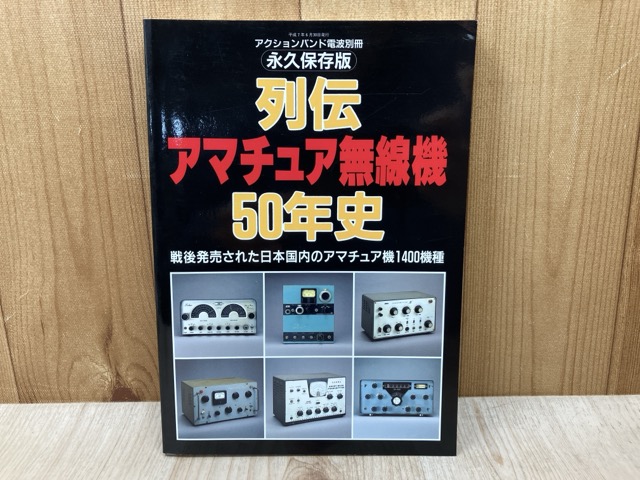 アクションバンド電波別冊
永久保存版
列伝
アマチュア無線機
50年史
戦後発売された日本国内のアマチュア機1400機種